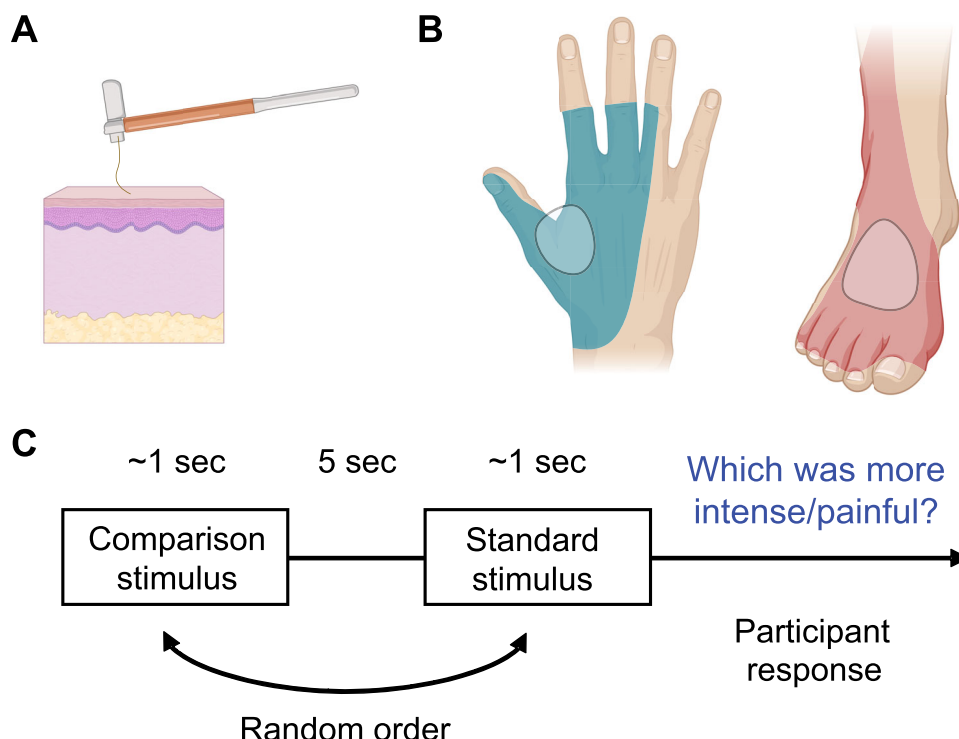 A
B
C
~1 sec
5 sec
~1 sec
Which was more
intense/painful?
Comparison
stimulus
Standard
stimulus
Participant
response
Random order